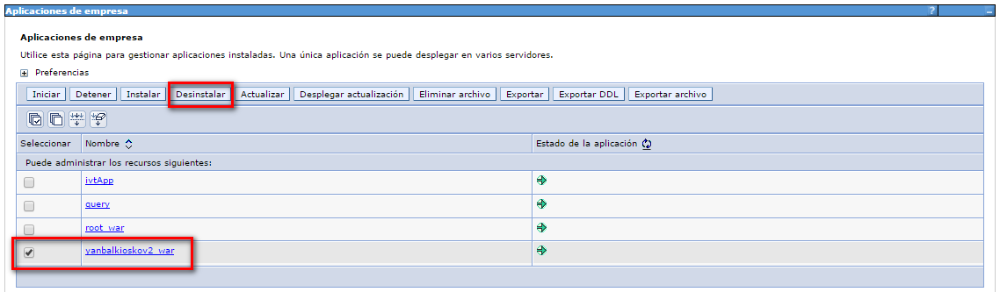 Aplicaciones de empresa ? _
Aplicaciones de empresa
Utilice esta página para gestionar aplicaciones instaladas. Una única aplicación se puede desplegar en varios servidores.
Preferencias
Iniciar Detener Instalar Desinstalar Actualizar Desplegar actualización Eliminar archivo Exportar Exportar DDL Exportar archivo
Seleccionar Nombre Estado de la aplicación
Puede administrar los recursos siguientes:
ivtApp
query
root_war
yanbalkioskov2_war